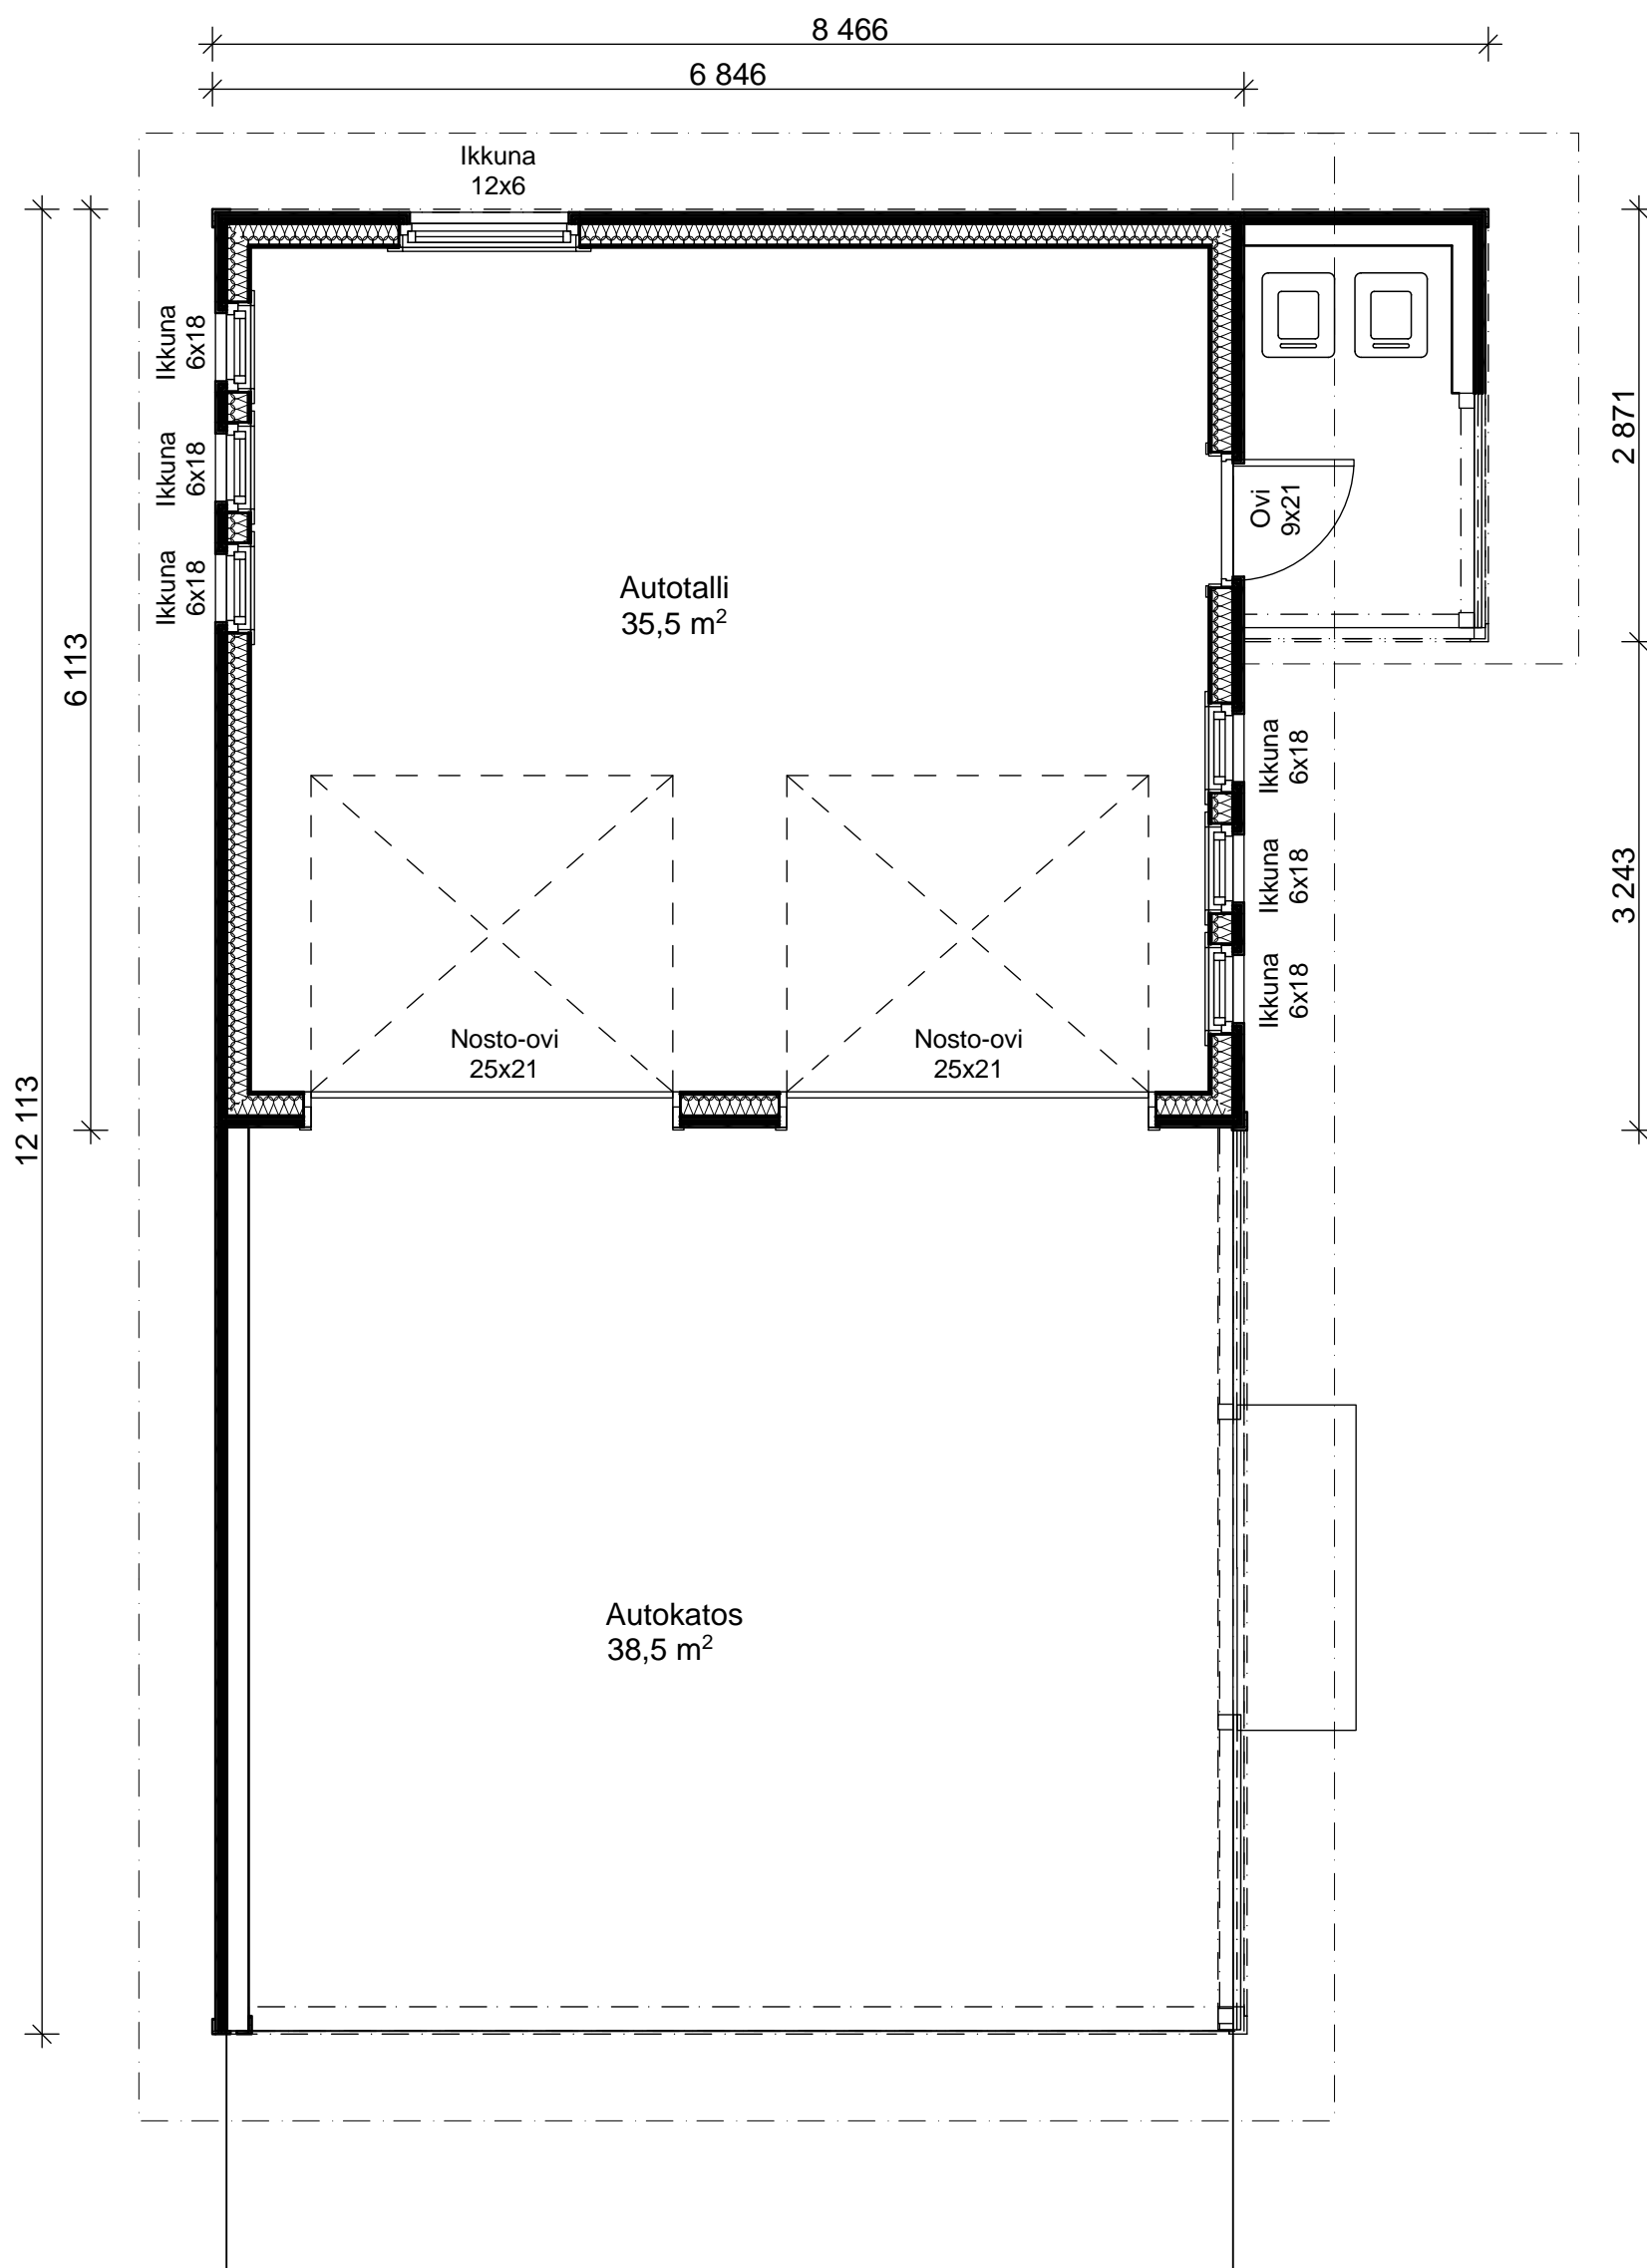 8 466
6 846
Ikkuna
12x6
Ikkuna
6x18
Ikkuna
6x18
Ikkuna
6x18
Ovi
9x21
2 871
Autotalli
35,5 m²
6 113
Ikkuna
6x18
Ikkuna
6x18
Ikkuna
6x18
3 243
Nosto-ovi
25x21
Nosto-ovi
25x21
12 113
Autokatos
38,5 m²